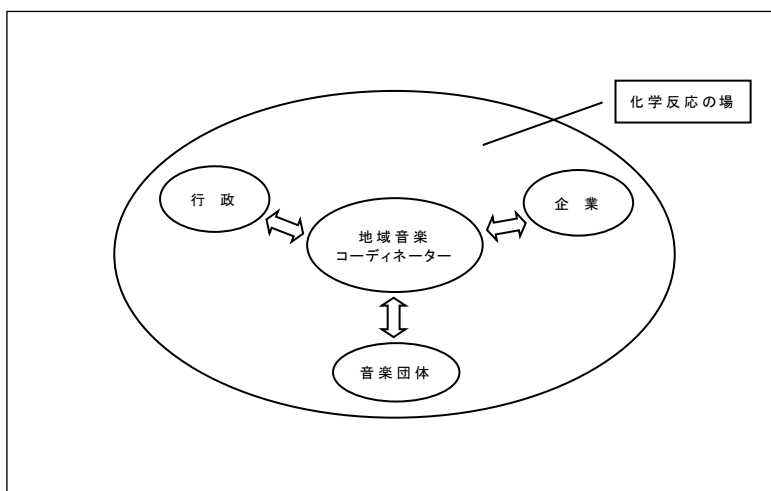 化学反応の場
行　政
企　業
地域音楽
コーディネーター
音楽団体